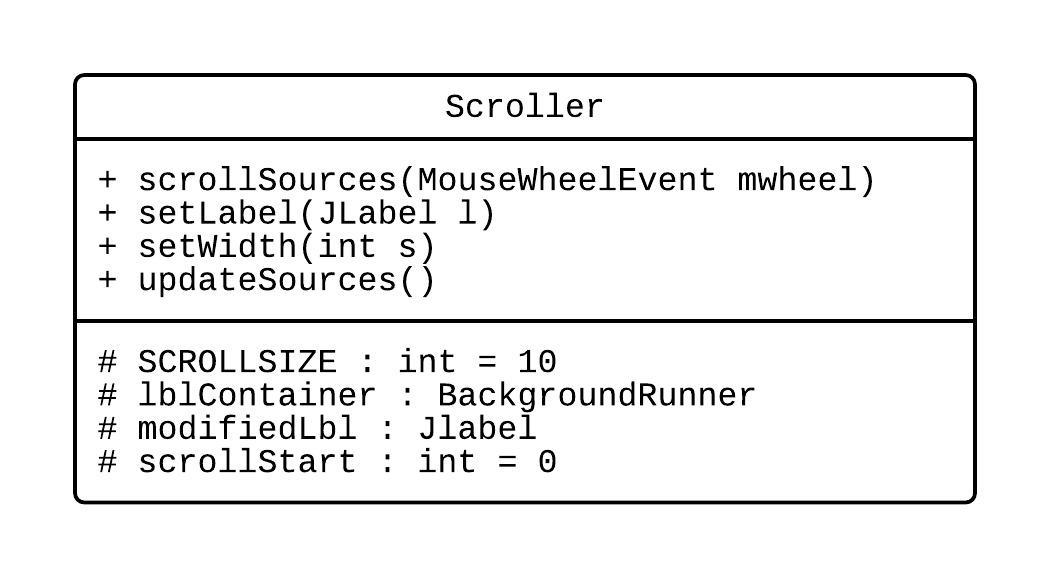 Scroller
+ scrollSources(MouseWheelEvent mwheel)
+ setLabel(JLabel l)
+ setWidth(int s)
+ updateSources()
# SCROLLSIZE : int = 10
# lblContainer : BackgroundRunner
# modifiedLbl : Jlabel
# scrollStart : int = 0